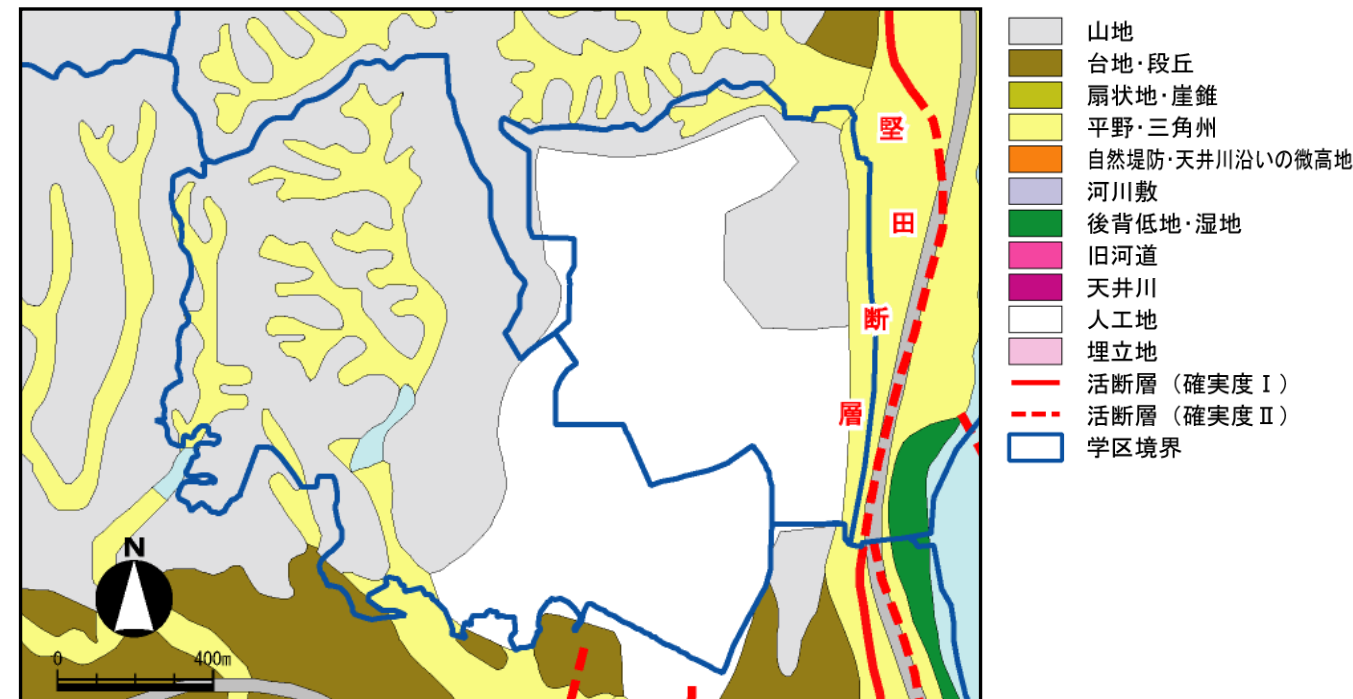 堅
田
断
層
N
0 400m
山地
台地･段丘
扇状地･崖錐
平野･三角州
自然堤防･天井川沿いの微高地
河川敷
後背低地･湿地
旧河道
天井川
人工地
埋立地
活断層（確実度Ⅰ）
活断層（確実度Ⅱ）
学区境界